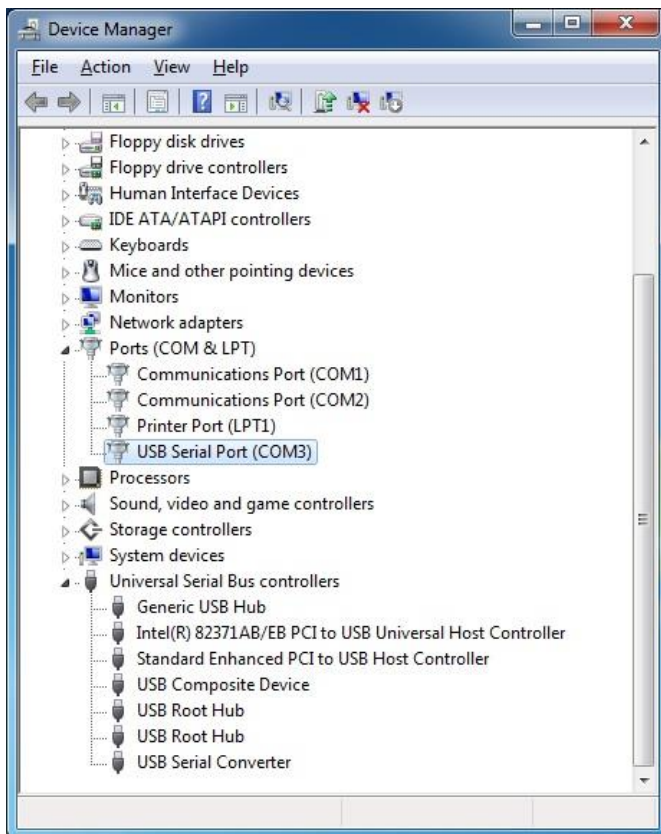 Device Manager
File Action View Help
Floppy disk drives
Floppy drive controllers
Human Interface Devices
IDE ATA/ATAPI controllers
Keyboards
Mice and other pointing devices
Monitors
Network adapters
Ports (COM & LPT)
Communications Port (COM1)
Communications Port (COM2)
Printer Port (LPT1)
USB Serial Port (COM3)
Processors
Sound, video and game controllers
Storage controllers
System devices
Universal Serial Bus controllers
Generic USB Hub
Intel(R) 82371AB/EB PCI to USB Universal Host Controller
Standard Enhanced PCI to USB Host Controller
USB Composite Device
USB Root Hub
USB Root Hub
USB Serial Converter